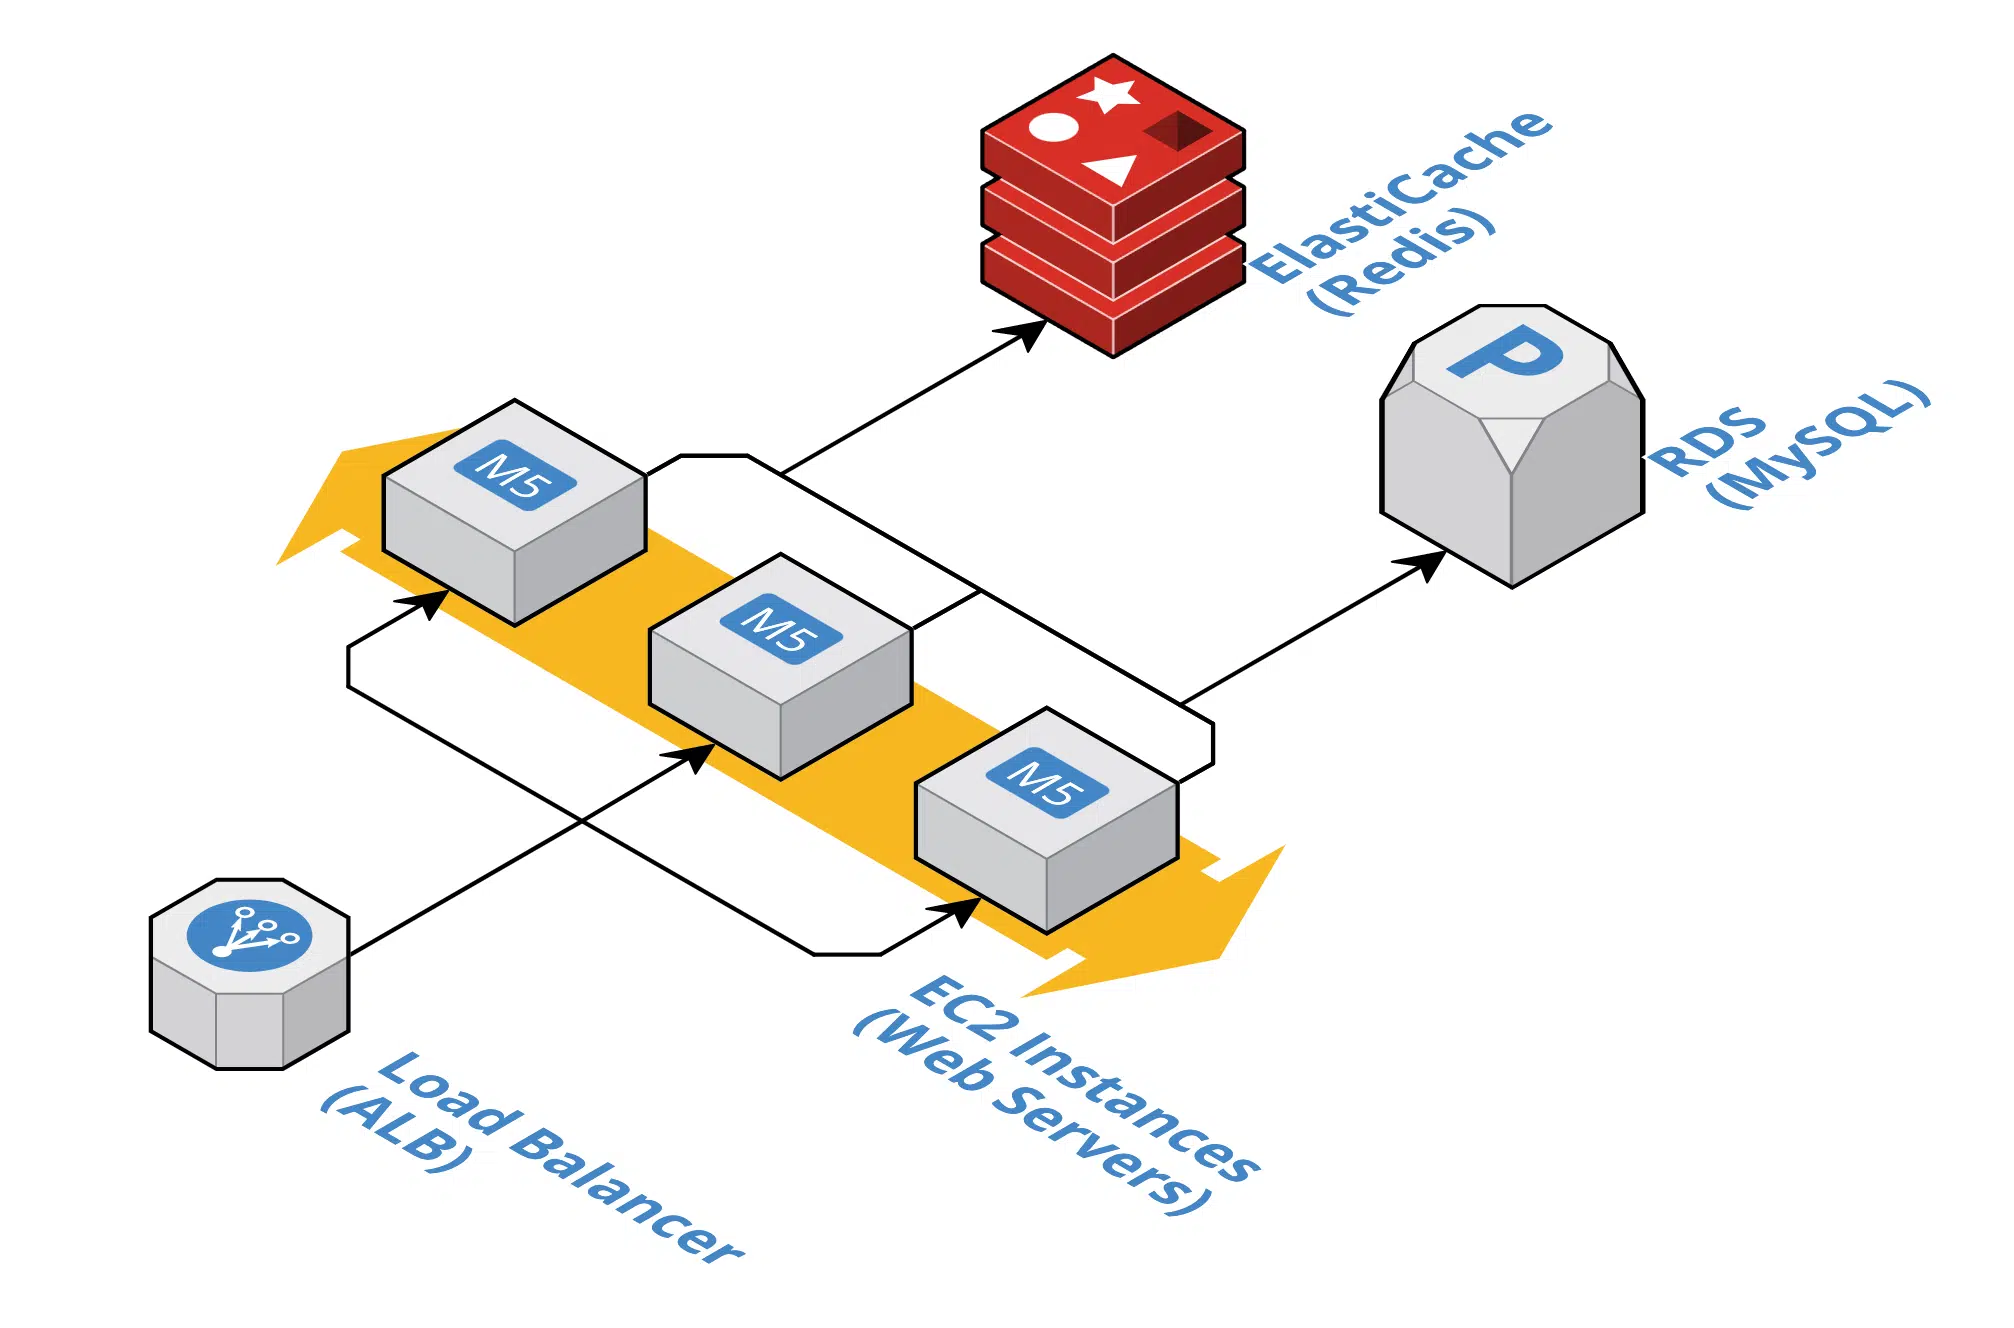 ElastiCache
(Redis)
P
RDS
(MySQL)
M5
M5
M5
EC2 Instances
(Web Servers)
Load Balancer
(ALB)